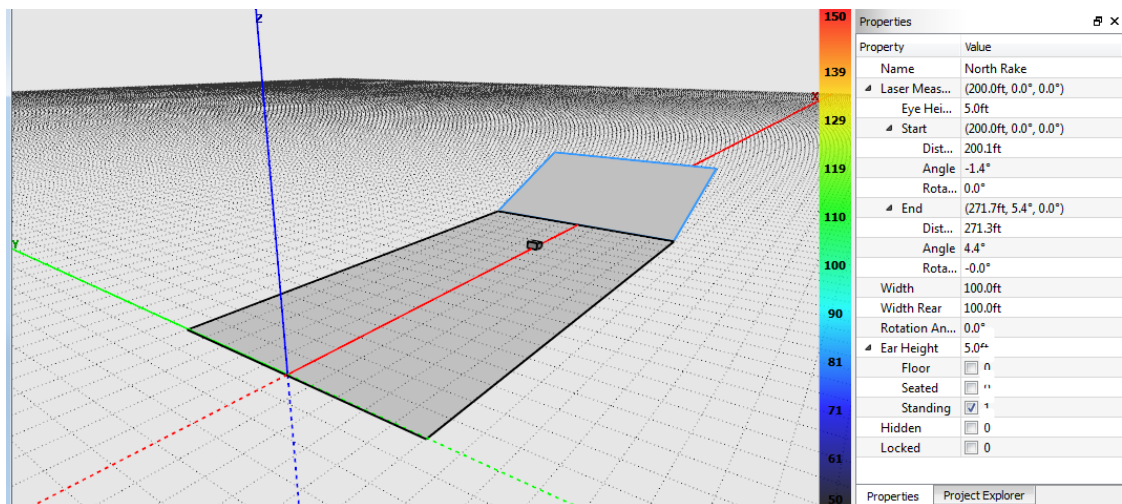 Z
X
Y
150
139
129
119
110
100
90
81
71
61
50
Properties
Property Value
Name North Rake
Laser Meas... (200.0ft, 0.0°, 0.0°)
Eye Hei... 5.0ft
Start (200.0ft, 0.0°, 0.0°)
Dist... 200.1ft
Angle -1.4°
Rota... 0.0°
End (271.7ft, 5.4°, 0.0°)
Dist... 271.3ft
Angle 4.4°
Rota... -0.0°
Width 100.0ft
Width Rear 100.0ft
Rotation An... 0.0°
Ear Height 5.0ft
Floor
Seated
Standing
Hidden 0
Locked 0
Properties Project Explorer